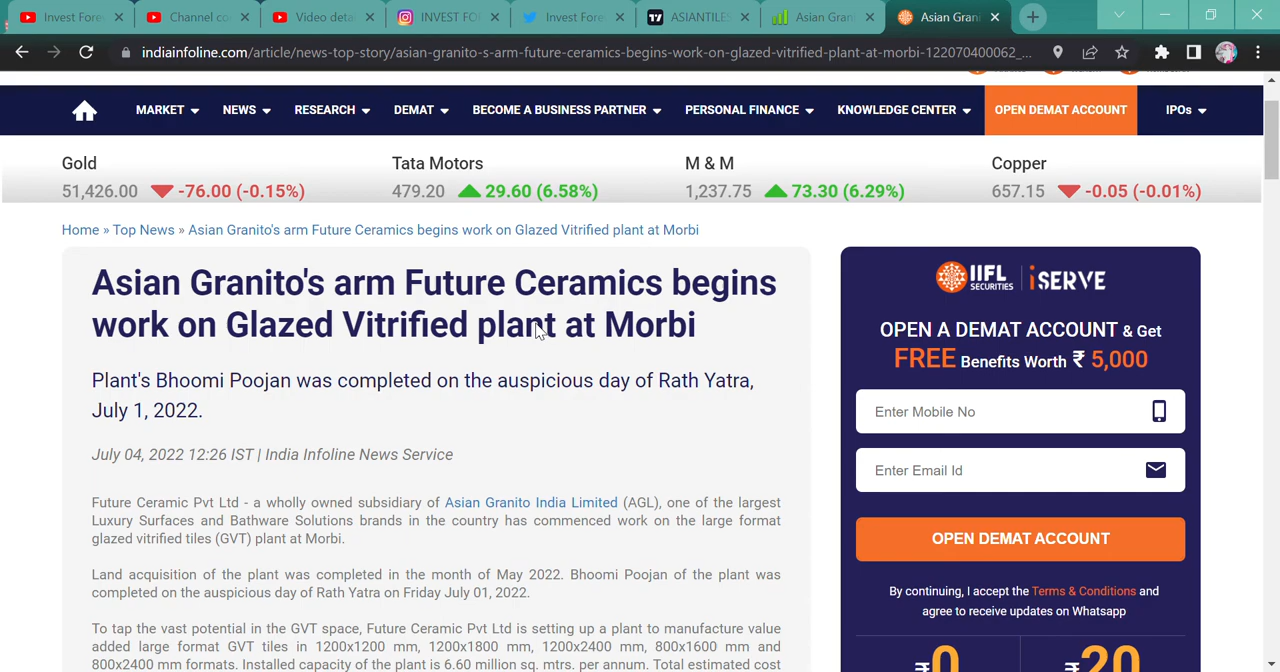 Invest Fore
Channel co
Video deta
INVEST FO
Invest Fore
ASIANTILES
Asian Gran
Asian Gran
indiainfoline.com/article/news-top-story/asian-granito-s-arm-future-ceramics-begins-work-on-glazed-vitrified-plant-at-morbi-122070400062_...
MARKET NEWS RESEARCH DEMAT BECOME A BUSINESS PARTNER PERSONAL FINANCE KNOWLEDGE CENTER OPEN DEMAT ACCOUNT IPOs
Gold Tata Motors M & M Copper
51,426.00 -76.00 (-0.15%) 479.20 29.60 (6.58%) 1,237.75 73.30 (6.29%) 657.15 -0.05 (-0.01%)
Home » Top News » Asian Granito's arm Future Ceramics begins work on Glazed Vitrified plant at Morbi
Asian Granito's arm Future Ceramics begins
work on Glazed Vitrified plant at Morbi
Plant's Bhoomi Poojan was completed on the auspicious day of Rath Yatra,
July 1, 2022.
July 04, 2022 12:26 IST | India Infoline News Service
Future Ceramic Pvt Ltd - a wholly owned subsidiary of Asian Granito India Limited (AGL), one of the largest
Luxury Surfaces and Bathware Solutions brands in the country has commenced work on the large format
glazed vitrified tiles (GVT) plant at Morbi.
Land acquisition of the plant was completed in the month of May 2022. Bhoomi Poojan of the plant was
completed on the auspicious day of Rath Yatra on Friday July 01, 2022.
To tap the vast potential in the GVT space, Future Ceramic Pvt Ltd is setting up a plant to manufacture value
added large format GVT tiles in 1200x1200 mm, 1200x1800 mm, 1200x2400 mm, 800x1600 mm and
800x2400 mm formats. Installed capacity of the plant is 6.60 million sq. mtrs. per annum. Total estimated cost
IIFL
SECURITIES
iSERVE
OPEN A DEMAT ACCOUNT & Get
FREE Benefits Worth ₹ 5,000
Enter Mobile No
Enter Email Id
OPEN DEMAT ACCOUNT
By continuing, I accept the Terms & Conditions and
agree to receive updates on Whatsapp
₹0 ₹20